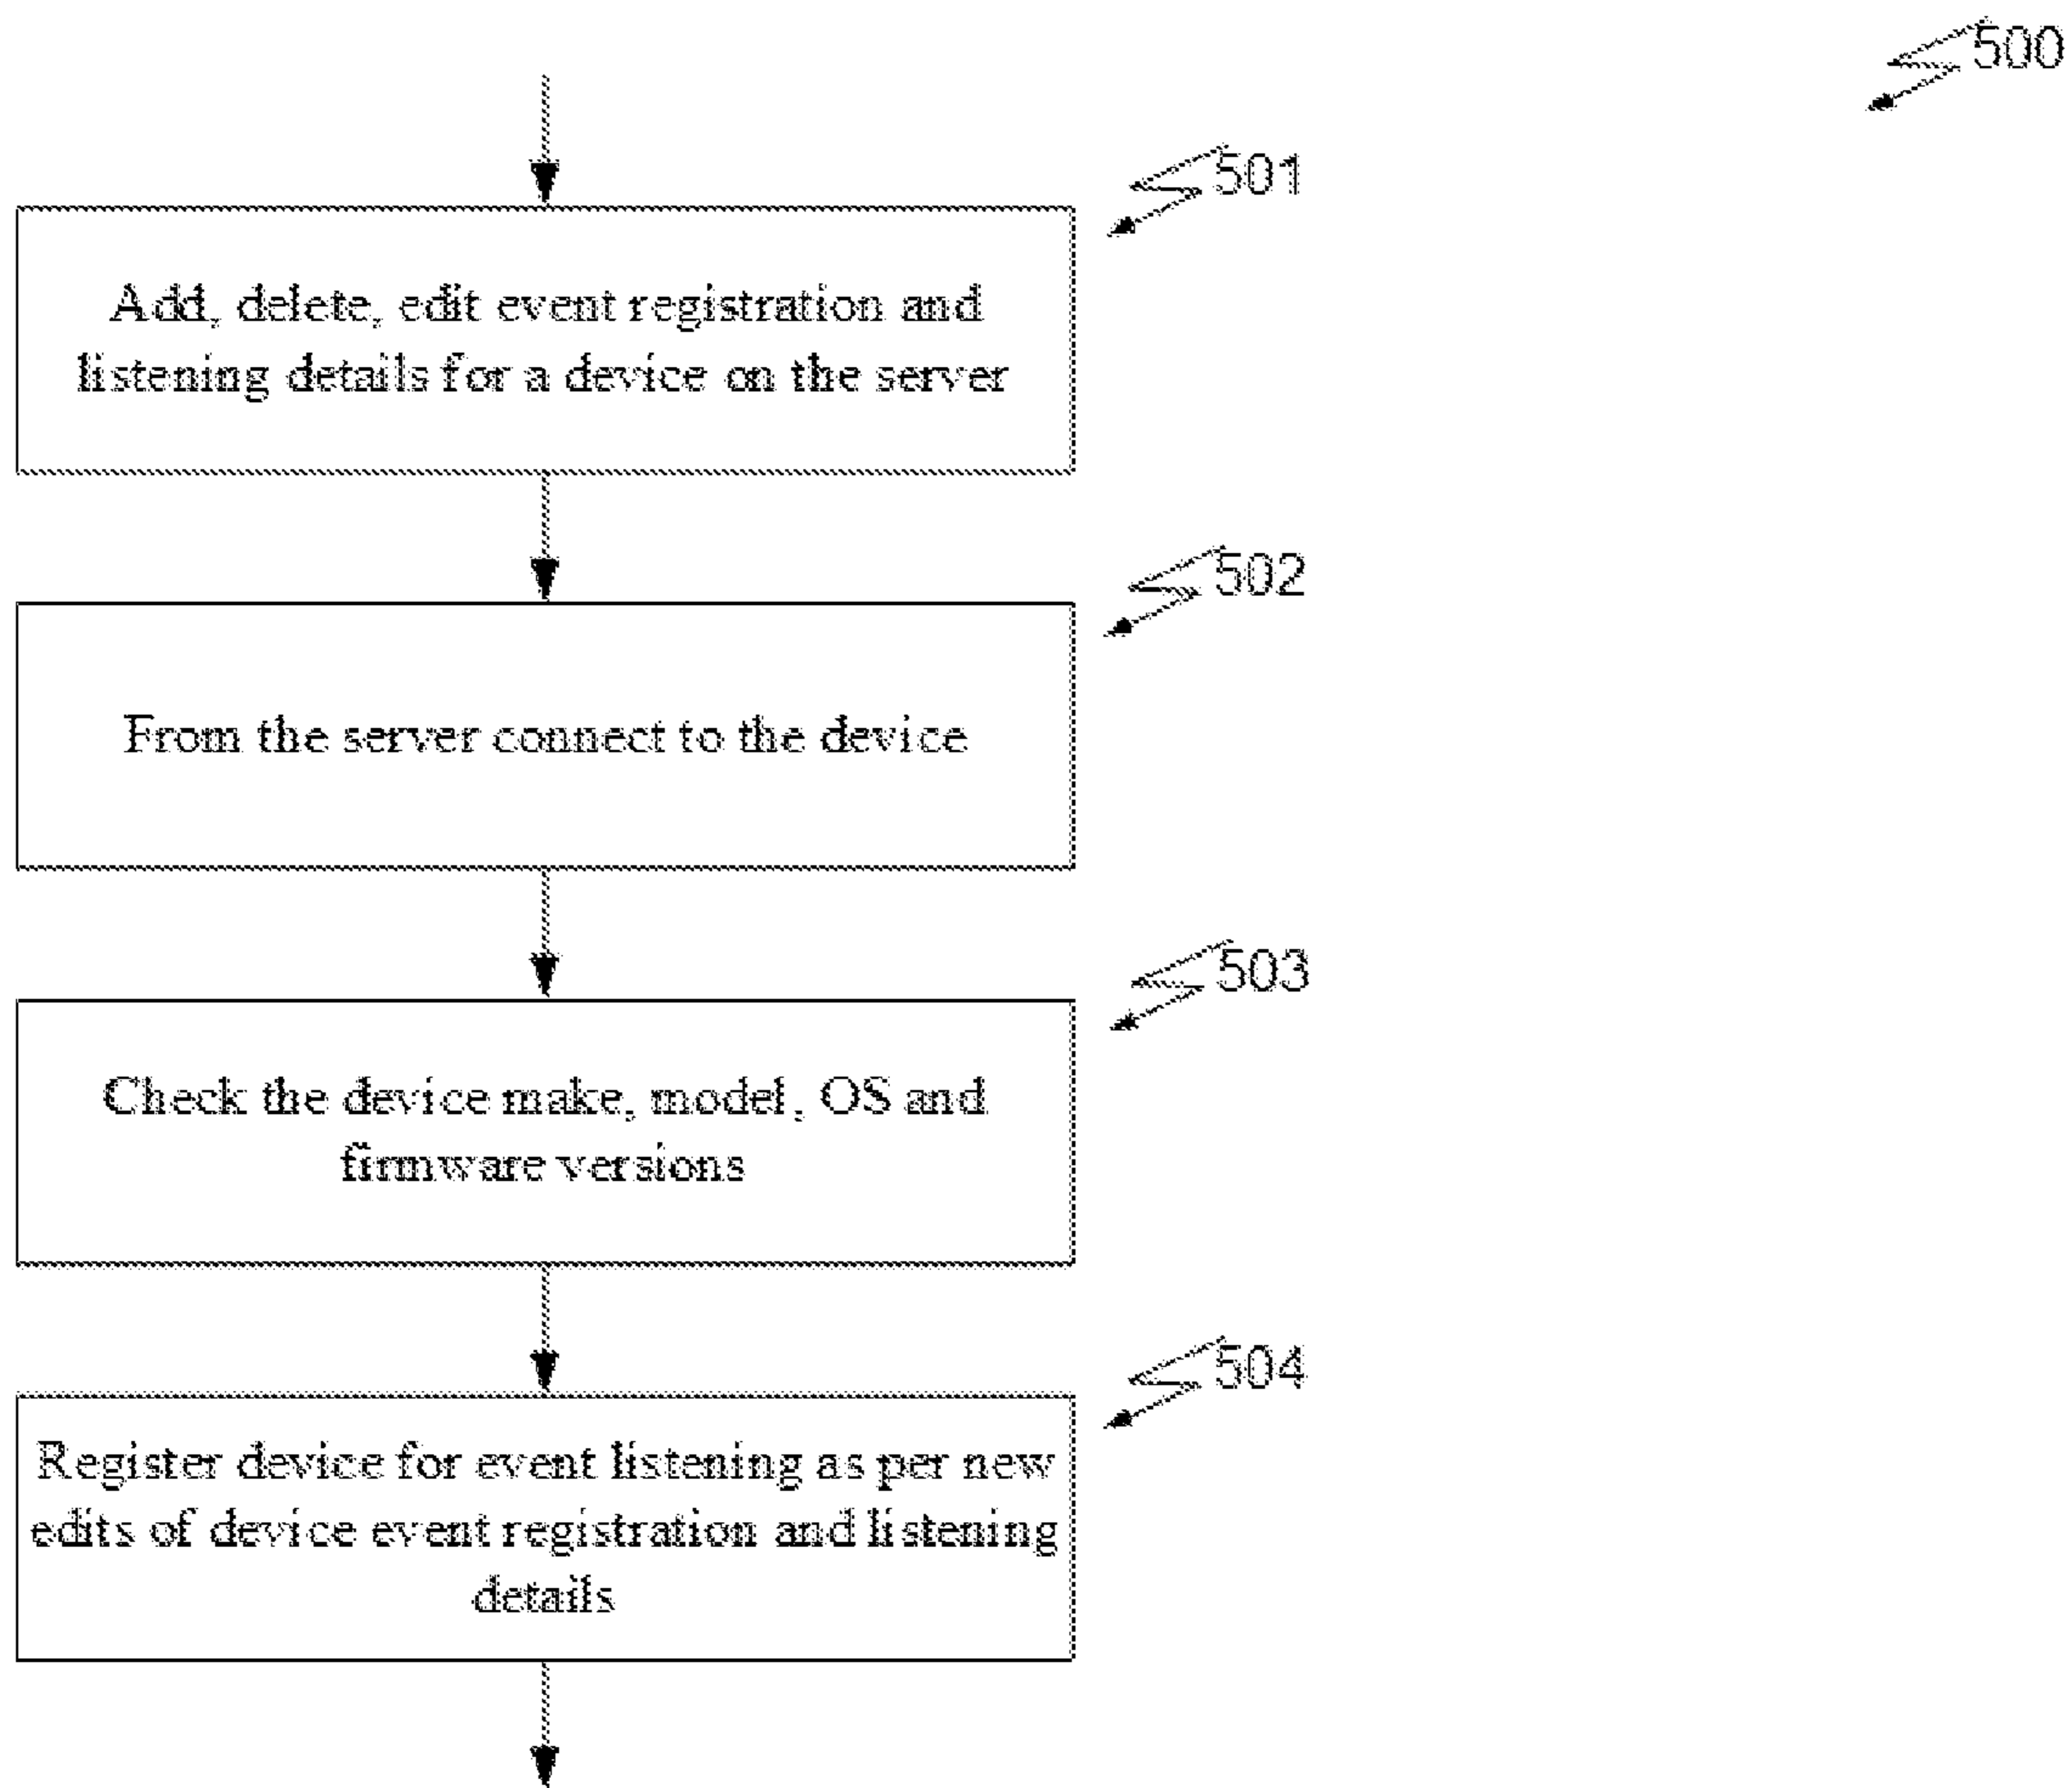 500
501
Add, delete, edit event registration and
listening details for a device on the server
502
From the server connect to the device
503
Check the device make, model, OS and
firmware versions
504
Register device for event listening as per new
edits of device event registration and listening
details